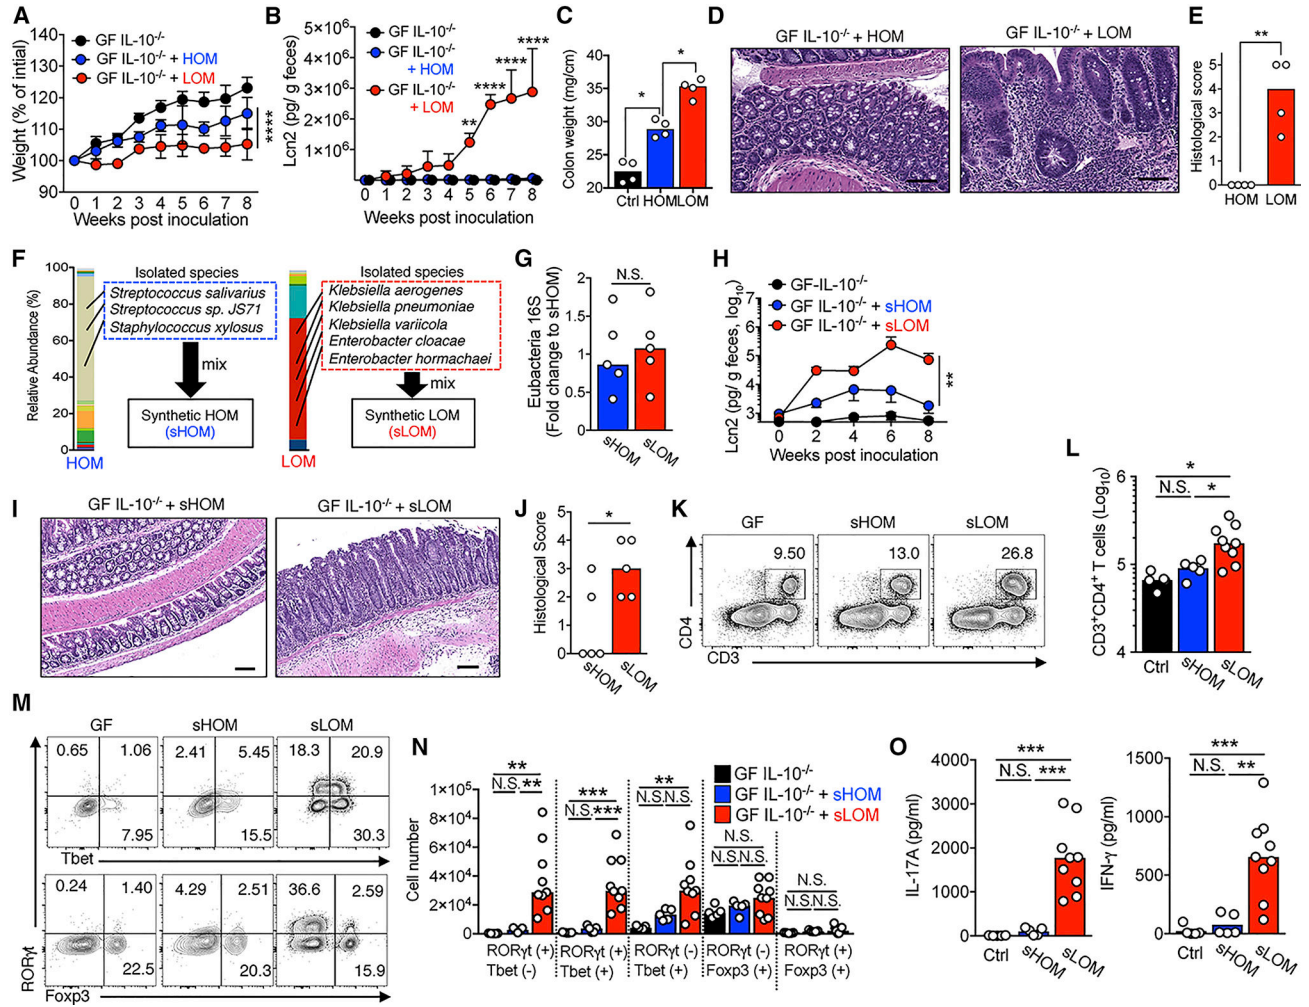 A
140
130
120
110
100
90
Weight (% of intial)
GF IL-10-/-
GF IL-10-/- + HOM
GF IL-10-/- + LOM
****
0 1 2 3 4 5 6 7 8
Weeks post inoculation
B
5×10⁶
4×10⁶
3×10⁶
2×10⁶
1×10⁶
Lcn2 (pg/ g feces)
GF IL-10-/-
GF IL-10-/-
+ HOM
GF IL-10-/-
+ LOM
** **** **** ****
0 1 2 3 4 5 6 7 8
Weeks post inoculation
C
40
35
30
25
20
Colon weight (mg/cm)
* *
Ctrl HOM LOM
D
GF IL-10-/- + HOM
GF IL-10-/- + LOM
E
**
5
4
3
2
1
0
Histological score
HOM LOM
F
100
80
60
40
20
0
Relative Abundance (%)
HOM
Isolated species
Streptococcus salivarius
Streptococcus sp. JS71
Staphylococcus xylosus
mix
Synthetic HOM
(sHOM)
LOM
Isolated species
Klebsiella aerogenes
Klebsiella pneumoniae
Klebsiella variicola
Enterobacter cloacae
Enterobacter hormachaei
mix
Synthetic LOM
(sLOM)
G
Eubacteria 16S
(Fold change to sHOM)
N.S.
2
1.5
1
0.5
0
sHOM sLOM
H
GF-IL-10-/-
GF IL-10-/- + sHOM
GF IL-10-/- + sLOM
7
6
5
4
3
Lcn2 (pg/ g feces, log₁₀)
**
0 2 4 6 8
Weeks post inoculation
I
GF IL-10-/- + sHOM
GF IL-10-/- + sLOM
J
*
5
4
3
2
1
0
Histological Score
sHOM sLOM
K
GF sHOM sLOM
9.50 13.0 26.8
CD4
CD3
L
CD3⁺CD4⁺ T cells (Log₁₀)
6
5
4
*
N.S. *
Ctrl sHOM sLOM
M
GF sHOM sLOM
0.65 1.06 2.41 5.45 18.3 20.9
7.95 15.5 30.3
Tbet
0.24 1.40 4.29 2.51 36.6 2.59
22.5 20.3 15.9
RORγt
Foxp3
N
GF IL-10-/-
GF IL-10-/- + sHOM
GF IL-10-/- + sLOM
1×10⁵
8×10⁴
6×10⁴
4×10⁴
2×10⁴
0
Cell number
**
N.S. **
***
N.S. ***
**
N.S. N.S.
N.S.
N.S. N.S.
N.S.
N.S. N.S.
RORγt (+) RORγt (+) RORγt (-) RORγt (-) RORγt (+)
Tbet (-) Tbet (+) Tbet (+) Foxp3 (+) Foxp3 (+)
O
4000
3000
2000
1000
0
IL-17A (pg/ml)
***
N.S. ***
Ctrl sHOM sLOM
1500
1000
500
0
IFN-γ (pg/ml)
***
N.S. **
Ctrl sHOM sLOM